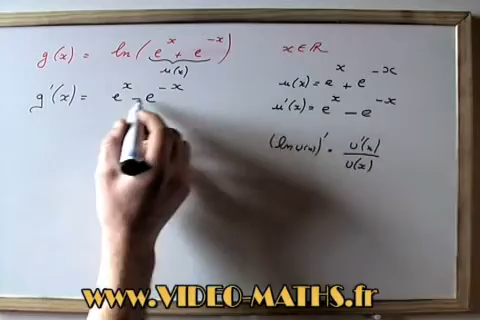 g(x) = ln(e^x + e^-x)    x ∈ ℝ
u(x)
u(x) = e^x + e^-x
g'(x) = e^x - e^-x
u'(x) = e^x - e^-x
(ln u(x))' = u'(x)/u(x)
www.VIDEO-MATHS.fr